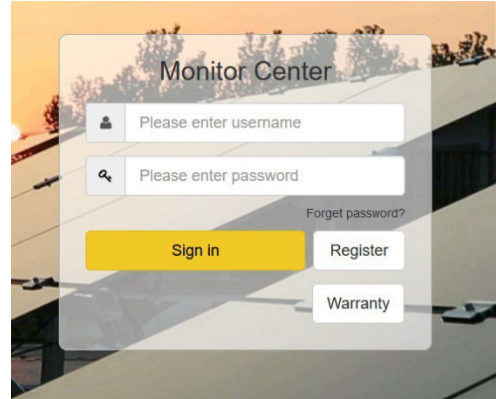 Monitor Center
Please enter username
Please enter password
Forget password?
Sign in Register
Warranty